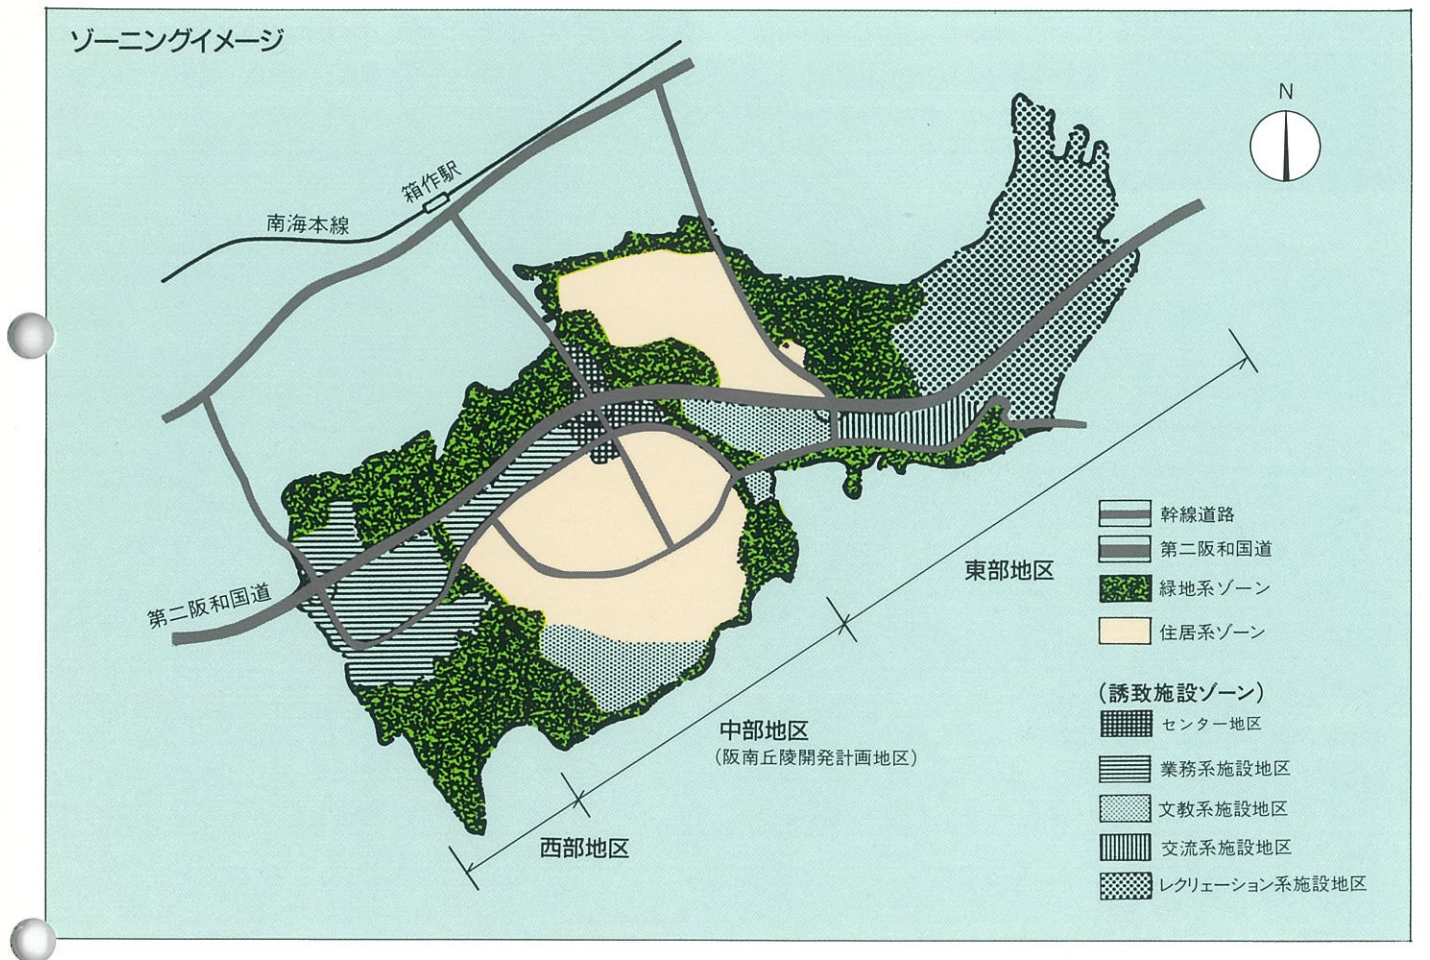 ゾーニングイメージ
N
箱作駅
南海本線
第二阪和国道
東部地区
中部地区
(阪南丘陵開発計画地区)
西部地区
幹線道路
第二阪和国道
緑地系ゾーン
住居系ゾーン
(誘致施設ゾーン)
センター地区
業務系施設地区
文教系施設地区
交流系施設地区
レクリェーション系施設地区